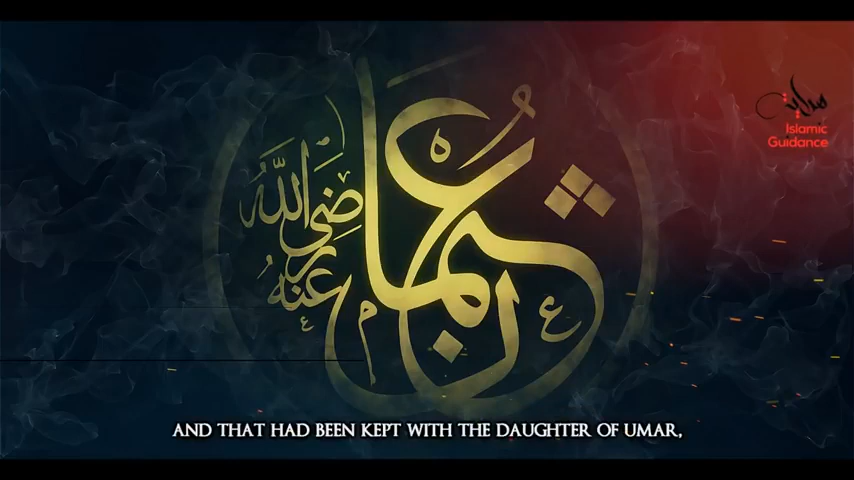 عثمان
رضي الله عنه
هداية
Islamic
Guidance
AND THAT HAD BEEN KEPT WITH THE DAUGHTER OF UMAR,